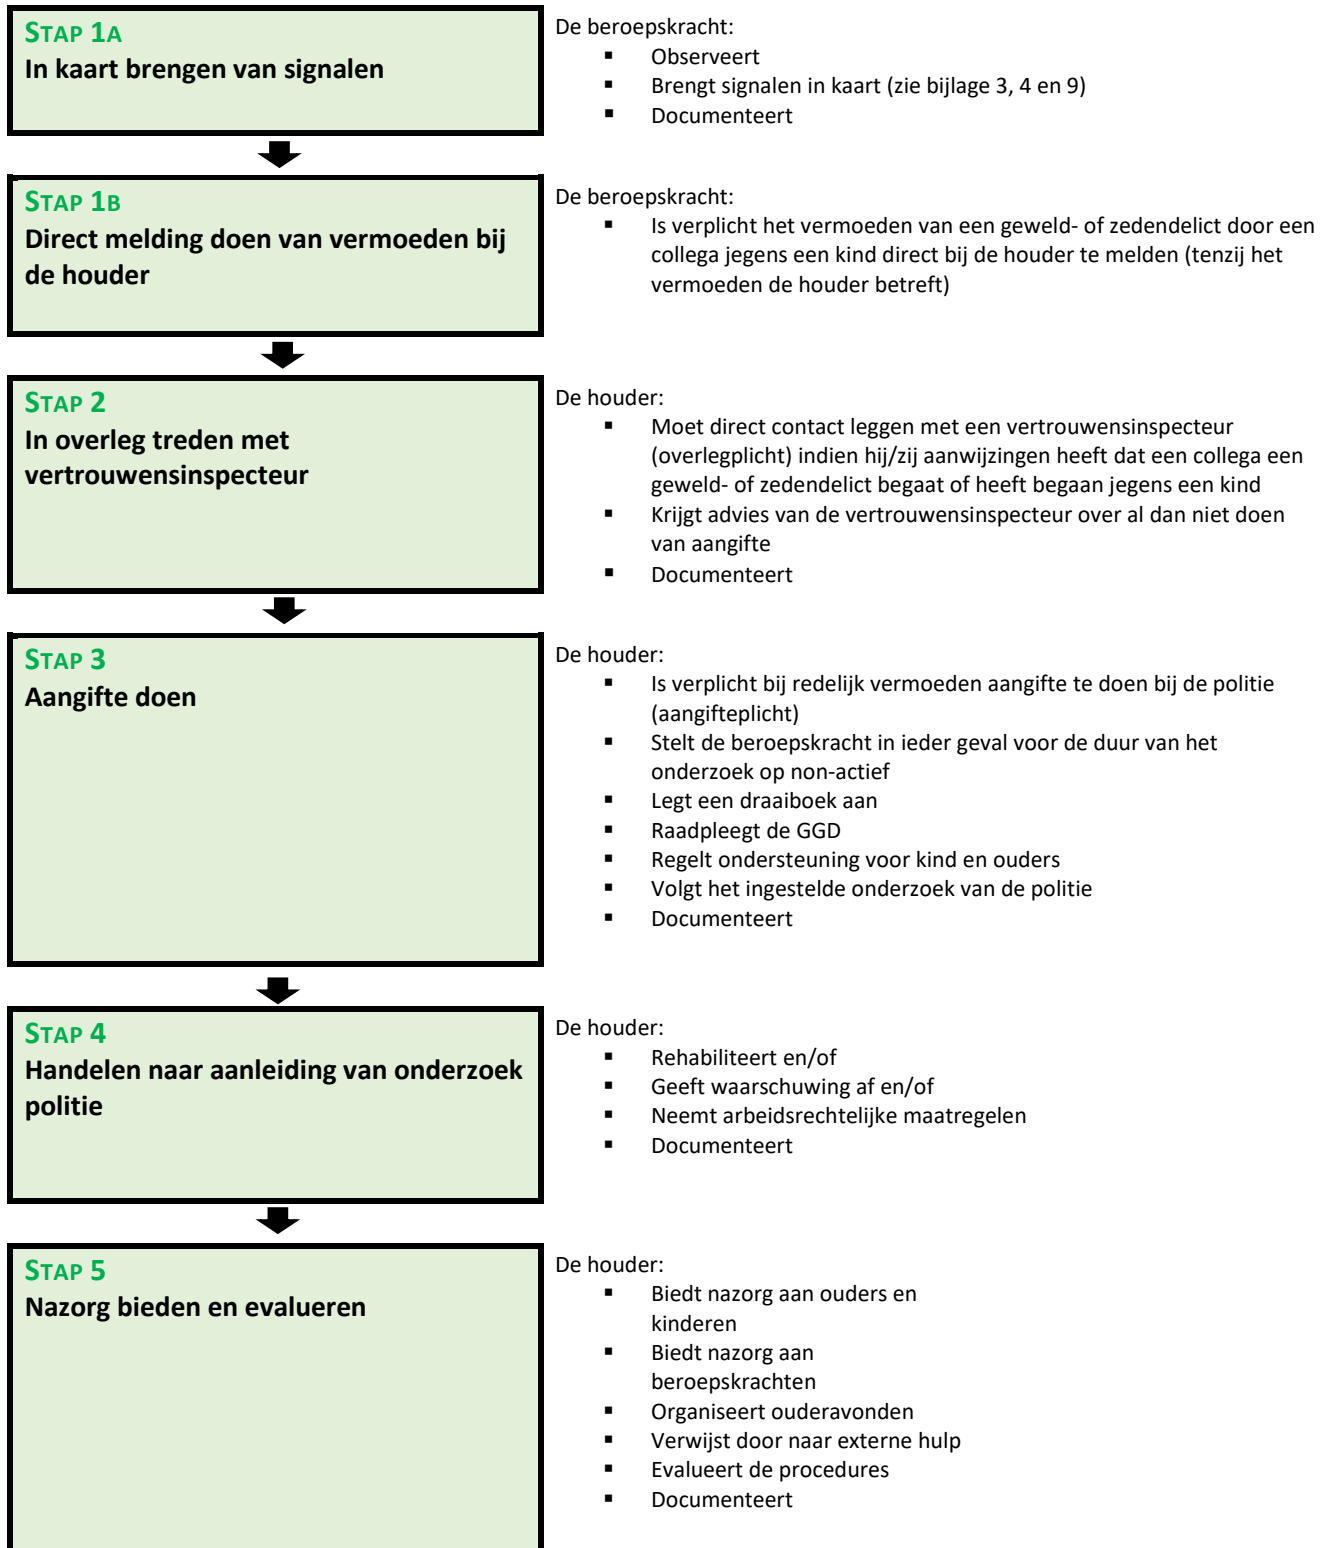 STAP 1A
In kaart brengen van signalen
De beroepskracht:
▪ Observeert
▪ Brengt signalen in kaart (zie bijlage 3, 4 en 9)
▪ Documenteert
STAP 1B
Direct melding doen van vermoeden bij
de houder
De beroepskracht:
▪ Is verplicht het vermoeden van een geweld- of zedendelict door een
collega jegens een kind direct bij de houder te melden (tenzij het
vermoeden de houder betreft)
STAP 2
In overleg treden met
vertrouwensinspecteur
De houder:
▪ Moet direct contact leggen met een vertrouwensinspecteur
(overlegplicht) indien hij/zij aanwijzingen heeft dat een collega een
geweld- of zedendelict begaat of heeft begaan jegens een kind
▪ Krijgt advies van de vertrouwensinspecteur over al dan niet doen
van aangifte
▪ Documenteert
STAP 3
Aangifte doen
De houder:
▪ Is verplicht bij redelijk vermoeden aangifte te doen bij de politie
(aangifteplicht)
▪ Stelt de beroepskracht in ieder geval voor de duur van het
onderzoek op non-actief
▪ Legt een draaiboek aan
▪ Raadpleegt de GGD
▪ Regelt ondersteuning voor kind en ouders
▪ Volgt het ingestelde onderzoek van de politie
▪ Documenteert
STAP 4
Handelen naar aanleiding van onderzoek
politie
De houder:
▪ Rehabiliteert en/of
▪ Geeft waarschuwing af en/of
▪ Neemt arbeidsrechtelijke maatregelen
▪ Documenteert
STAP 5
Nazorg bieden en evalueren
De houder:
▪ Biedt nazorg aan ouders en
kinderen
▪ Biedt nazorg aan
beroepskrachten
▪ Organiseert ouderavonden
▪ Verwijst door naar externe hulp
▪ Evalueert de procedures
▪ Documenteert